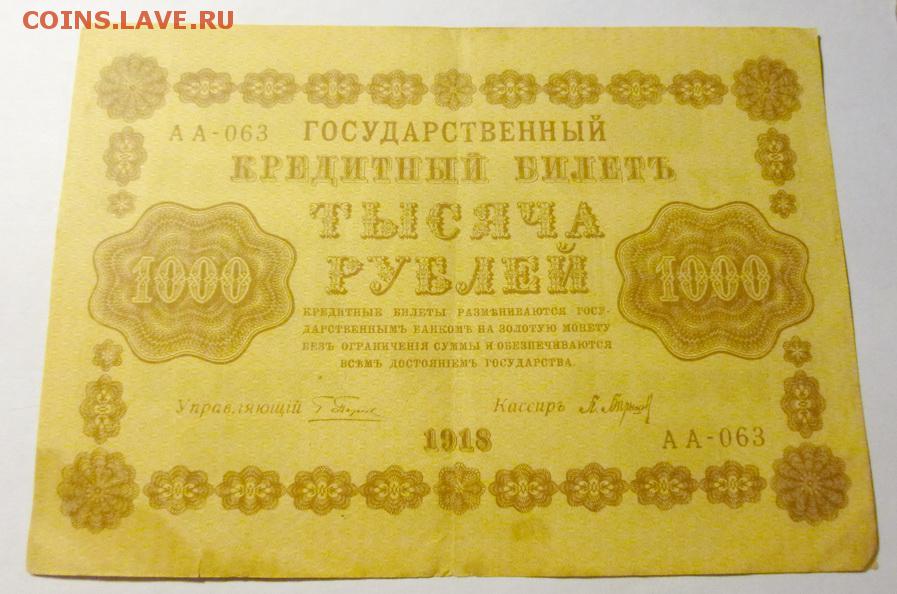 COINS.LAVE.RU
АА-063 ГОСУДАРСТВЕННЫЙ
КРЕДИТНЫЙ БИЛЕТЪ
ТЫСЯЧА
РУБЛЕЙ
1000
1000
КРЕДИТНЫЕ БИЛЕТЫ РАЗМѢНИВАЮТСЯ ГОСУ-
ДАРСТВЕННЫМЪ БАНКОМЪ НА ЗОЛОТУЮ МОНЕТУ
БЕЗЪ ОГРАНИЧЕНІЯ СУММЫ И ОБЕЗПЕЧИВАЮТСЯ
ВСѢМЪ ДОСТОЯНІЕМЪ ГОСУДАРСТВА.
Управляющій
Кассиръ
1918
АА-063